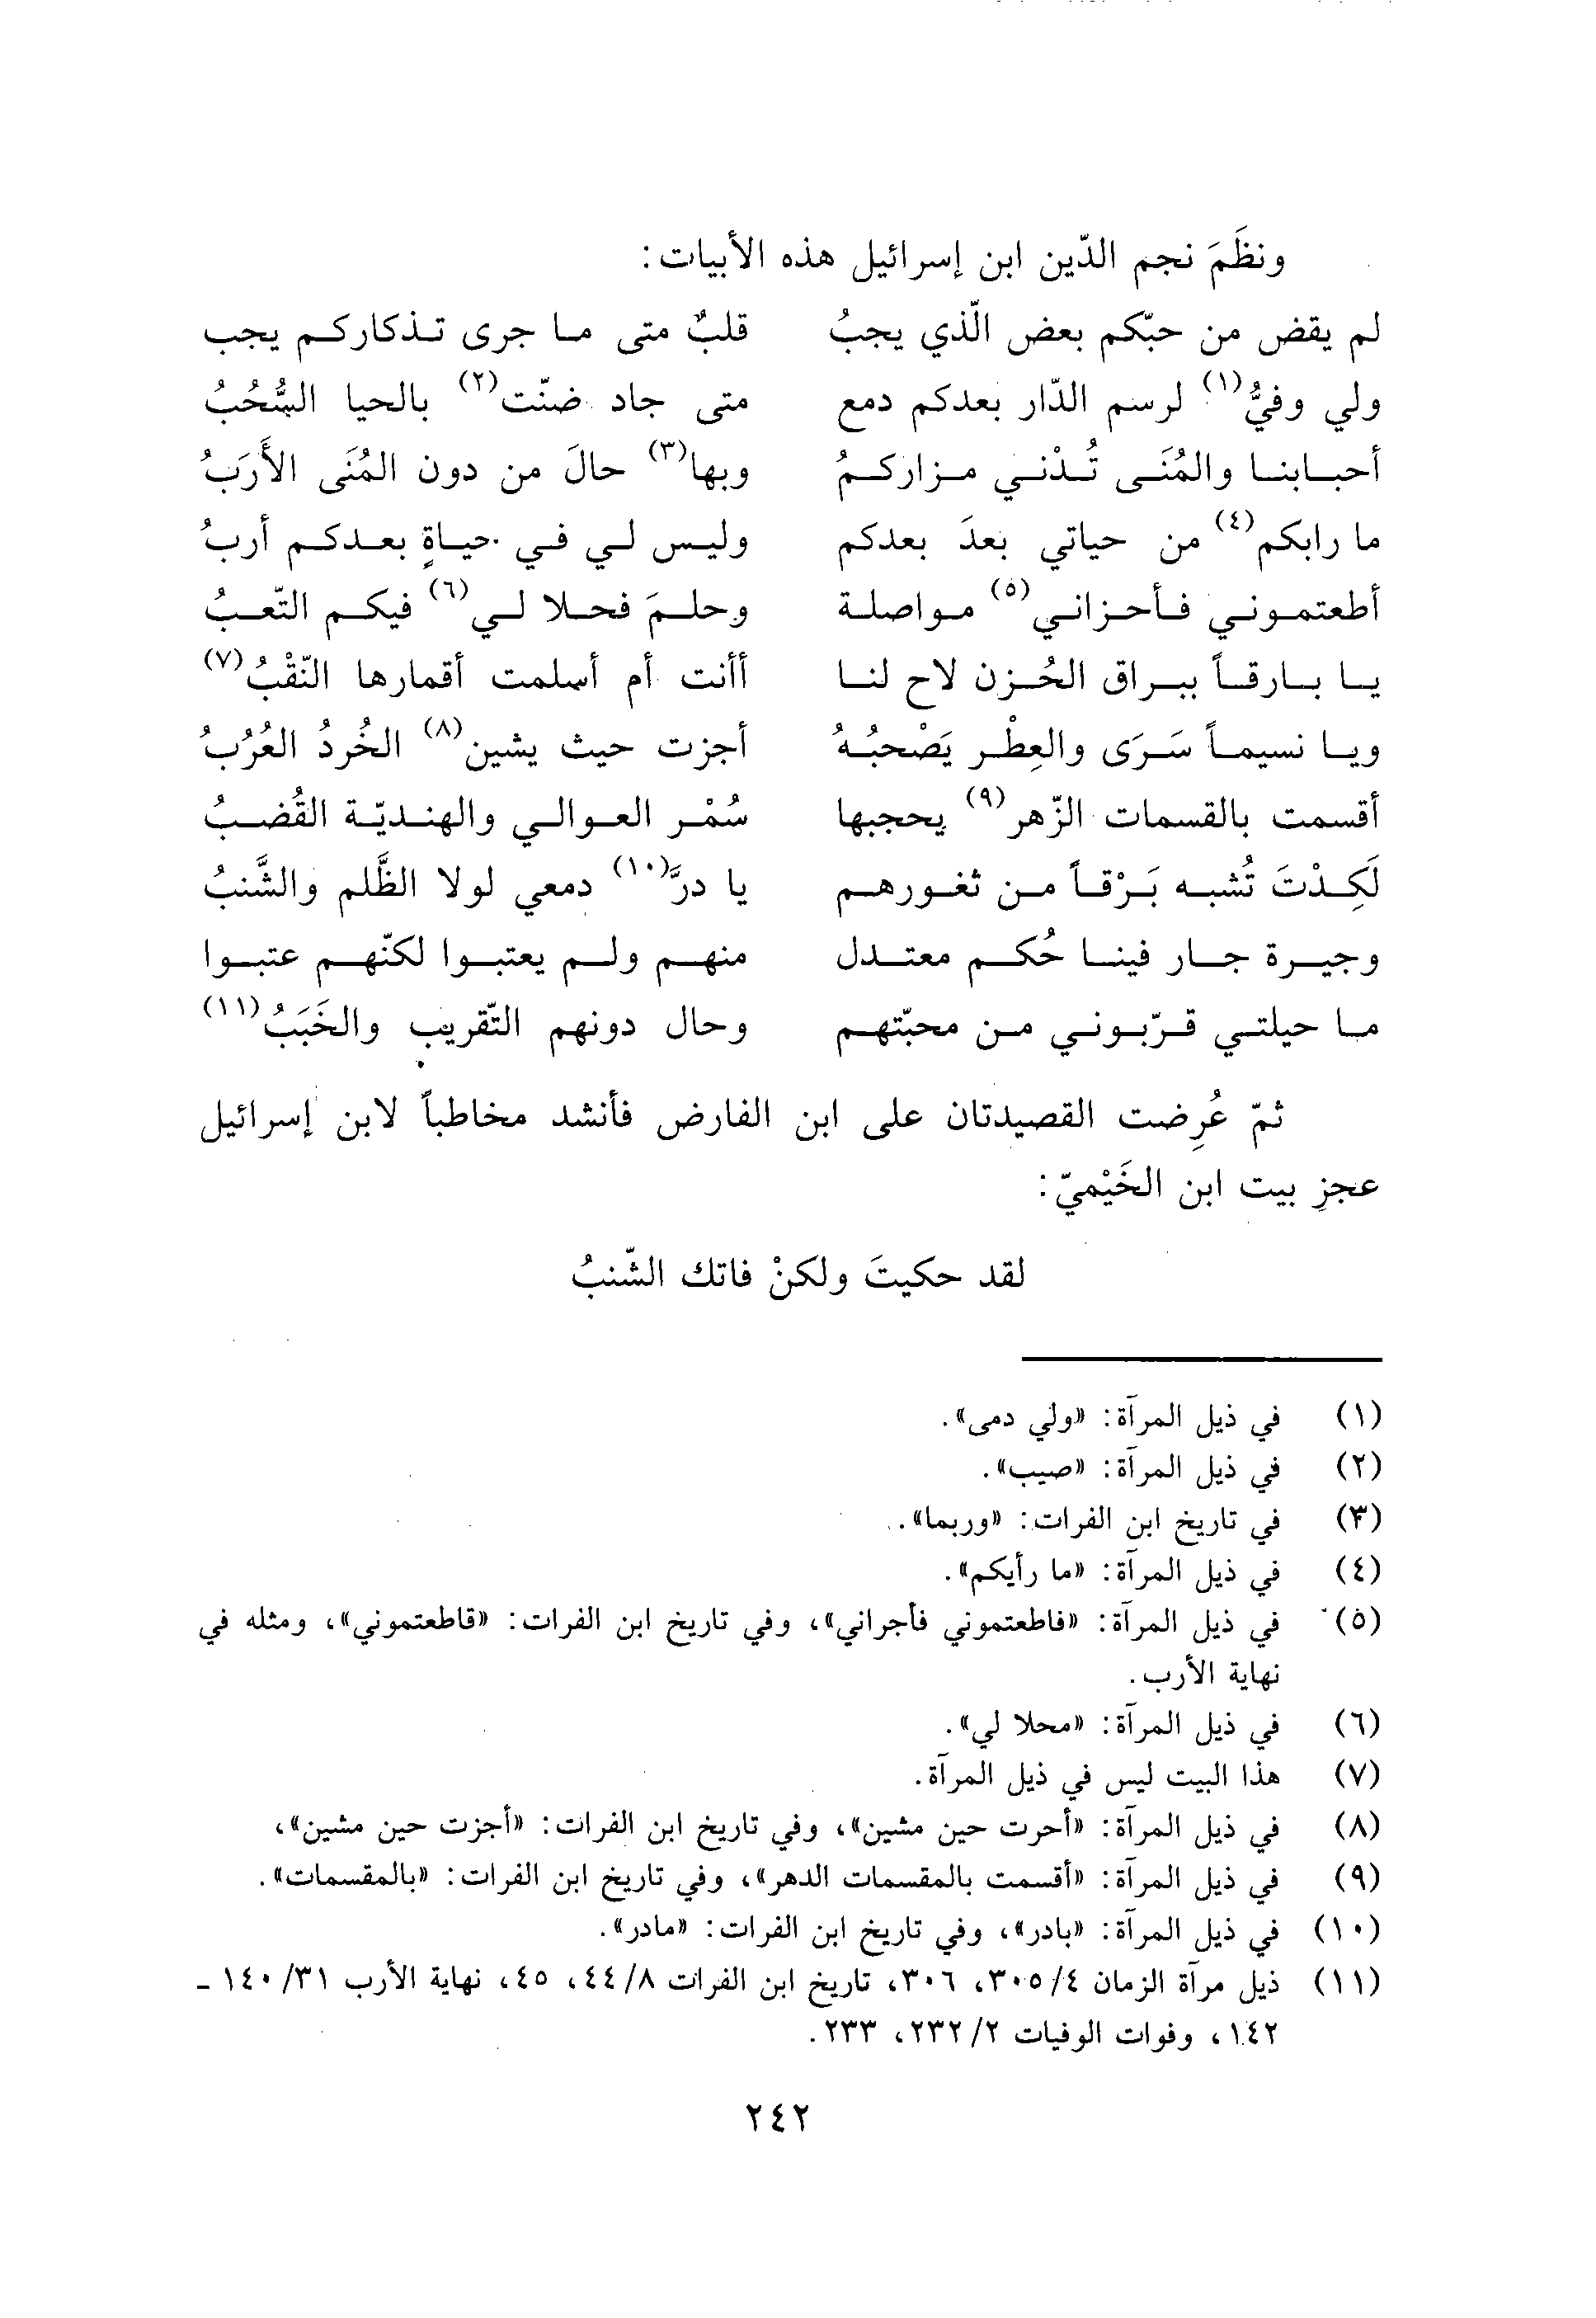 ونظَمَ نجم الدّين ابن إسرائيل هذه الأبيات:
لم يقض من حبّكم بعض الّذي يجبُ قلبٌ متى ما جرى تذكاركم يجب
ولي وفيُّ(١) لرسم الدّار بعدكم دمع متى جاد ضنّت(٢) بالحيا السُّحُبُ
أحبابنا والمُنَى تُدْني مزاركمُ وبها(٣) حالَ من دون المُنَى الأَرَبُ
ما رابكم(٤) من حياتي بعدَ بعدكم وليس لي في حياةٍ بعدكم أربُ
أطعتموني فأحزاني(٥) مواصلة وحلمَ فحلا لي(٦) فيكم التّعبُ
يا بارقاً ببراق الحُزن لاح لنا أأنت أم أسلمت أقمارها النّقْبُ(٧)
ويا نسيماً سَرَى والعِطْر يَصْحبُهُ أجزت حيث يشين(٨) الخُردُ العُرُبُ
أقسمت بالقسمات الزّهر(٩) يحجبها سُمْر العوالي والهنديّة القُضبُ
لَكِدْتَ تُشبه بَرْقاً من ثغورهم يا درَّ(١٠) دمعي لولا الظَّلم والشَّنبُ
وجيرة جار فينا حُكم معتدل منهم ولم يعتبوا لكنّهم عتبوا
ما حيلتي قرّبوني من محبّتهم وحال دونهم التّقريب والخَبَبُ(١١)
ثمّ عُرِضت القصيدتان على ابن الفارض فأنشد مخاطباً لابن إسرائيل
عجزِ بيت ابن الخَيْميّ:
لقد حكيتَ ولكنْ فاتك الشّنبُ
(١) في ذيل المرآة: «ولي دمى».
(٢) في ذيل المرآة: «صيب».
(٣) في تاريخ ابن الفرات: «وربما».
(٤) في ذيل المرآة: «ما رأيكم».
(٥) في ذيل المرآة: «فاطعتموني فأجراني»، وفي تاريخ ابن الفرات: «قاطعتموني»، ومثله في
نهاية الأرب.
(٦) في ذيل المرآة: «محلا لي».
(٧) هذا البيت ليس في ذيل المرآة.
(٨) في ذيل المرآة: «أحرت حين مشين»، وفي تاريخ ابن الفرات: «أجزت حين مشين»،
(٩) في ذيل المرآة: «أقسمت بالمقسمات الدهر»، وفي تاريخ ابن الفرات: «بالمقسمات».
(١٠) في ذيل المرآة: «بادر»، وفي تاريخ ابن الفرات: «مادر».
(١١) ذيل مرآة الزمان ٤/٣٠٥، ٣٠٦، تاريخ ابن الفرات ٨/٤٤، ٤٥، نهاية الأرب ٣١/١٤٠ ـ
١٤٢، وفوات الوفيات ٢/٢٣٢، ٢٣٣.
٢٤٢